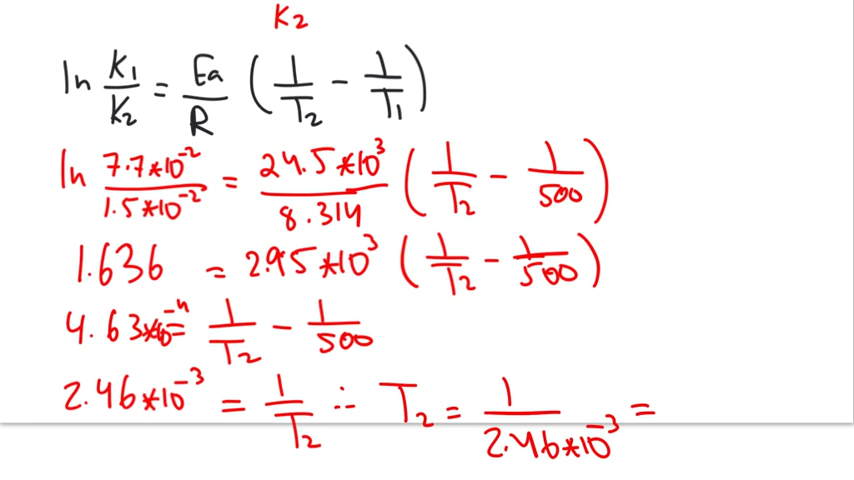 K2
ln K1/K2 = Ea/R (1/T2 - 1/T1)
ln 7.7*10^-2/1.5*10^-2 = 24.5*10^3/8.314 (1/T2 - 1/500)
1.636 = 2.95*10^3 (1/T2 - 1/500)
4.63*10^-4 = 1/T2 - 1/500
2.46*10^-3 = 1/T2 ∴ T2 = 1/2.46*10^-3 =